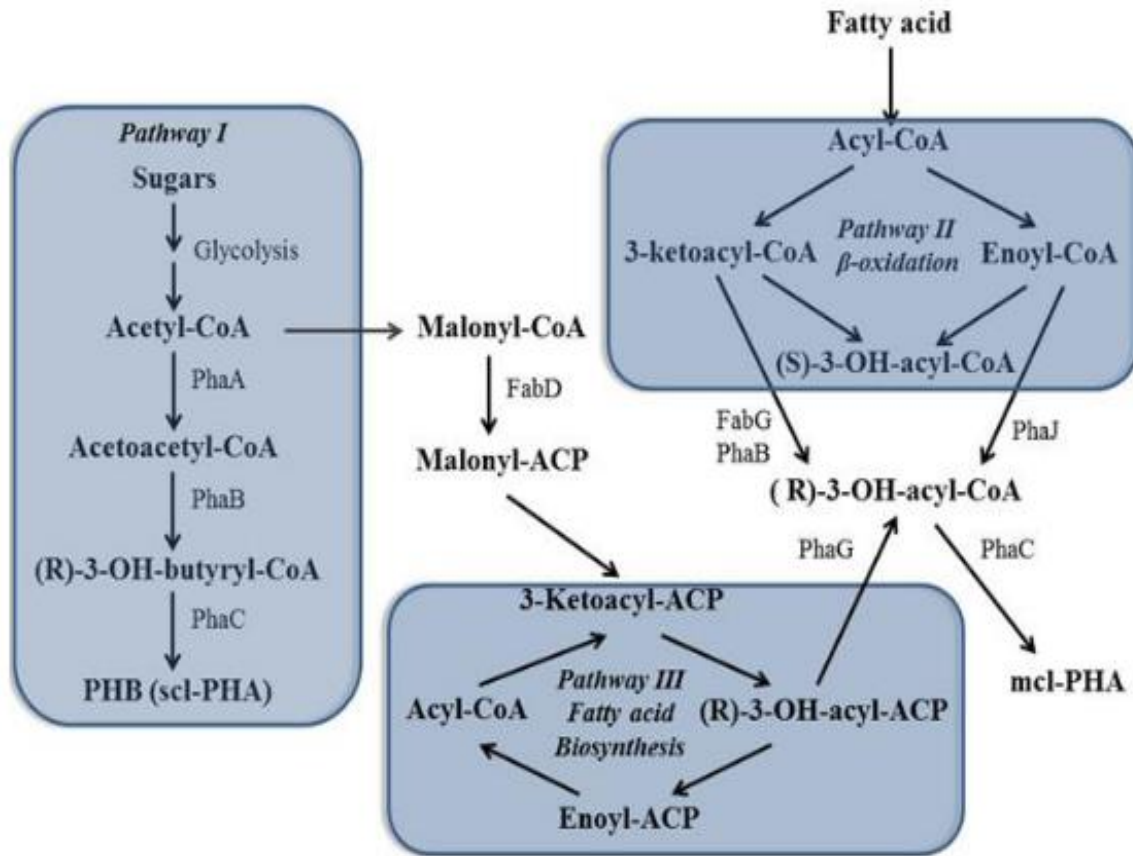 Fatty acid
Pathway I
Sugars
Glycolysis
Acetyl-CoA
PhaA
Acetoacetyl-CoA
PhaB
(R)-3-OH-butyryl-CoA
PhaC
PHB (scl-PHA)
Malonyl-CoA
FabD
Malonyl-ACP
Acyl-CoA
3-ketoacyl-CoA
Pathway II
β-oxidation
Enoyl-CoA
(S)-3-OH-acyl-CoA
FabG
PhaB
PhaJ
( R)-3-OH-acyl-CoA
PhaG
PhaC
mcl-PHA
3-Ketoacyl-ACP
Acyl-CoA
Pathway III
Fatty acid
Biosynthesis
(R)-3-OH-acyl-ACP
Enoyl-ACP